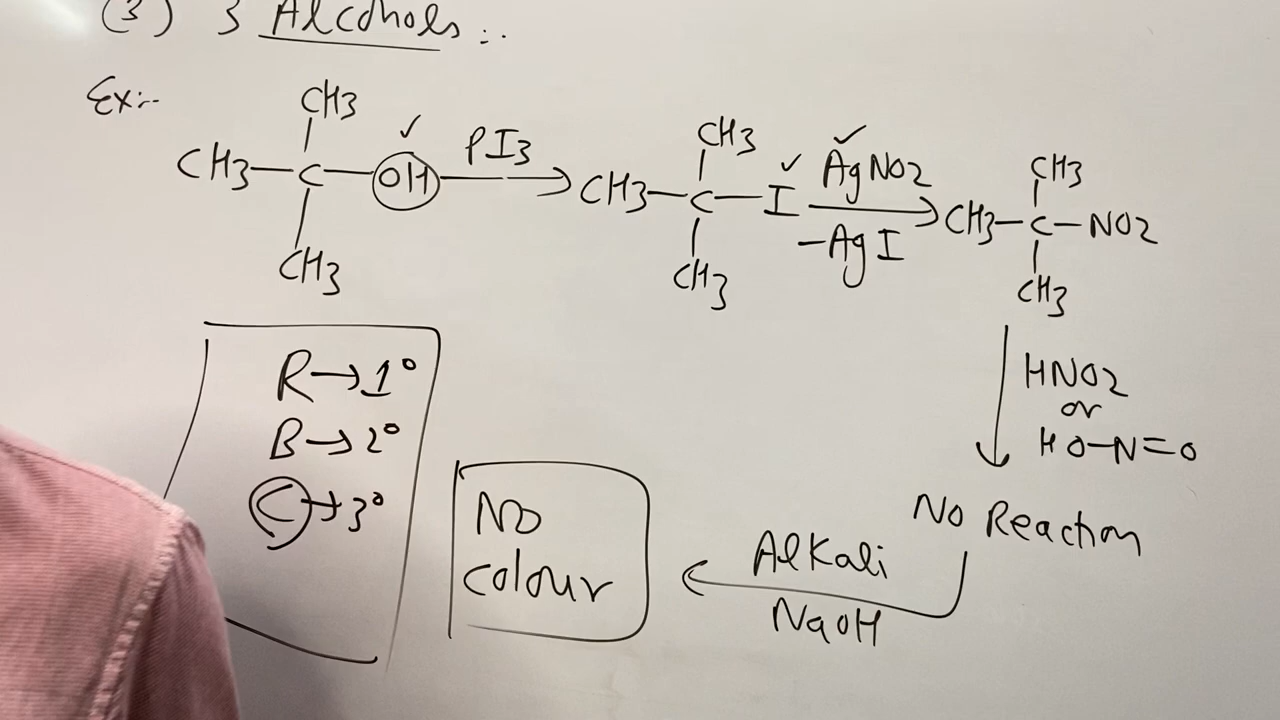 (3) 3 Alcohols :.
Ex:-
CH3
CH3—C—OH
CH3
✓
PI3
CH3
CH3—C—I
CH3
✓
✓
AgNO2
—AgI
CH3
CH3—C—NO2
CH3
HNO2
or
HO—N=O
No Reaction
Alkali
NaOH
No
colour
R→1°
B→2°
C→3°